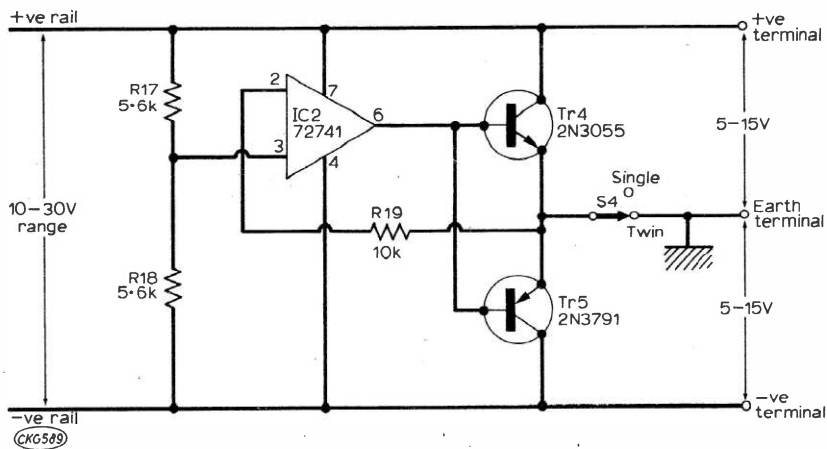 +ve rail
+ve
terminal
R17
5·6k
2
7
IC2
72741
6
3
4
Tr4
2N3055
5–15V
10–30V
range
Single
S4
Twin
Earth
terminal
R19
10k
R18
5·6k
Tr5
2N3791
5–15V
–ve rail
–ve
terminal
CKG589